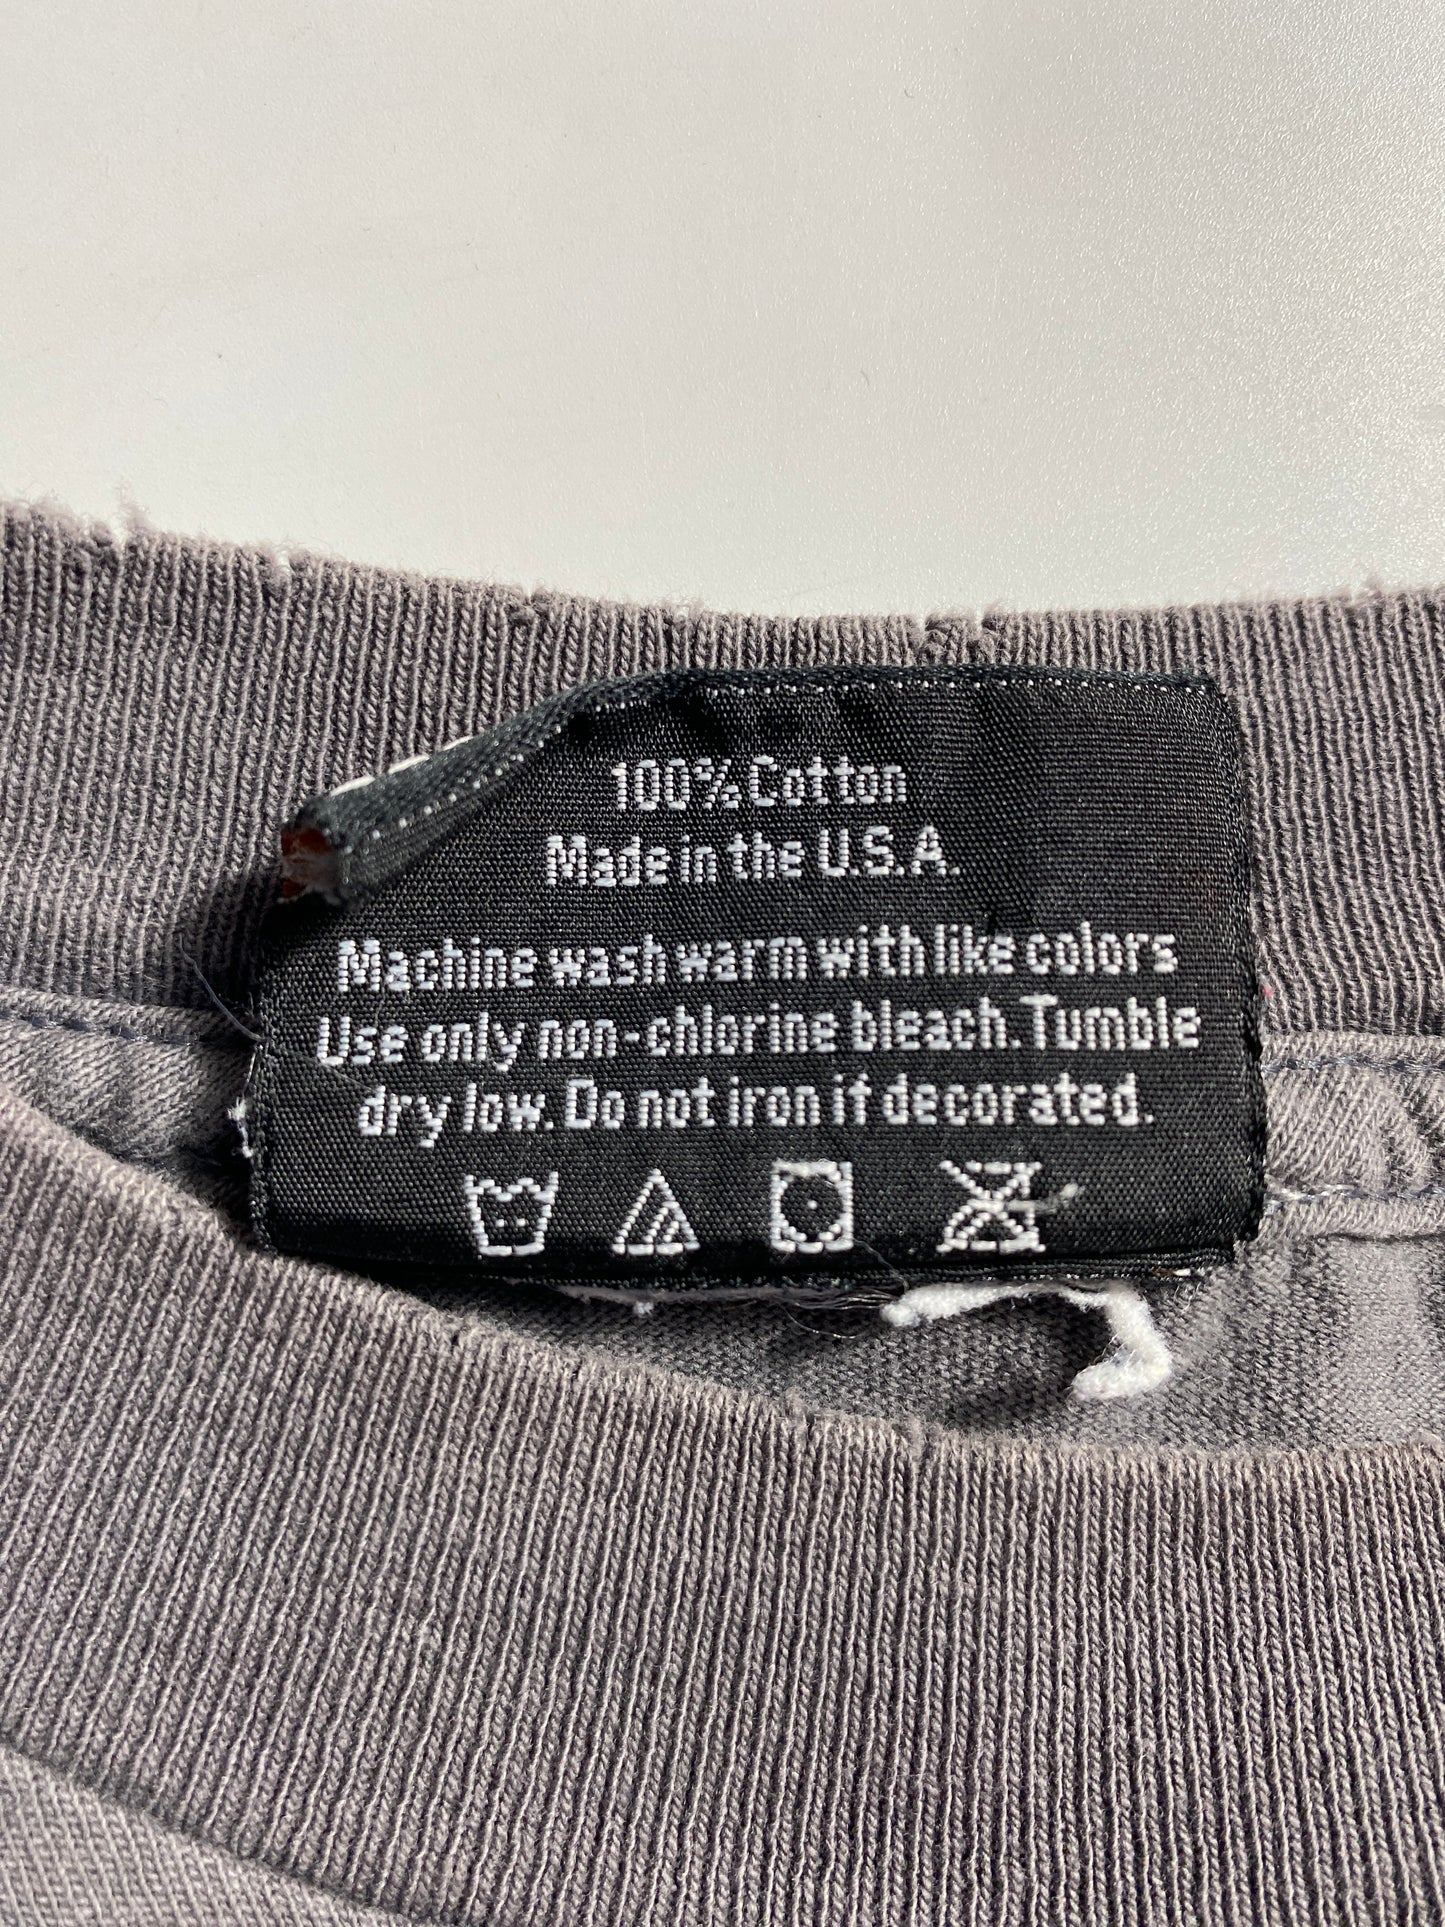 100% Cotton
Made in the U.S.A.
Machine wash warm with like colors
Use only non-chlorine bleach. Tumble
dry low. Do not iron if decorated.